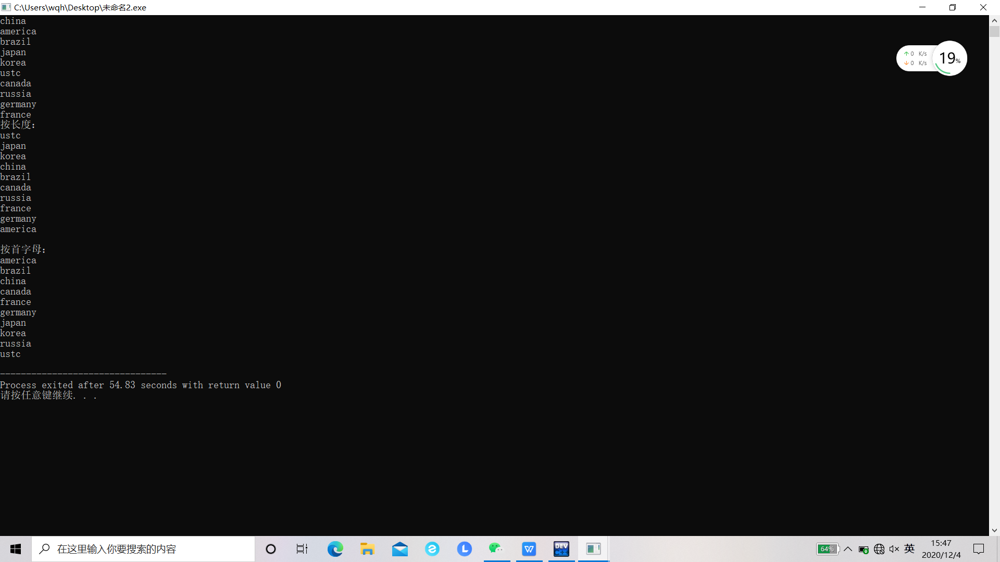 C:\Users\wqh\Desktop\未命名2.exe
china
america
brazil
japan
korea
ustc
canada
russia
germany
france
按长度:
ustc
japan
korea
china
brazil
canada
russia
france
germany
america
按首字母:
america
brazil
china
canada
france
germany
japan
korea
russia
ustc
--------------------------------
Process exited after 54.83 seconds with return value 0
请按任意键继续. . .
0 K/s
0 K/s
19%
在这里输入你要搜索的内容
DEV C++
64%
英
15:47
2020/12/4